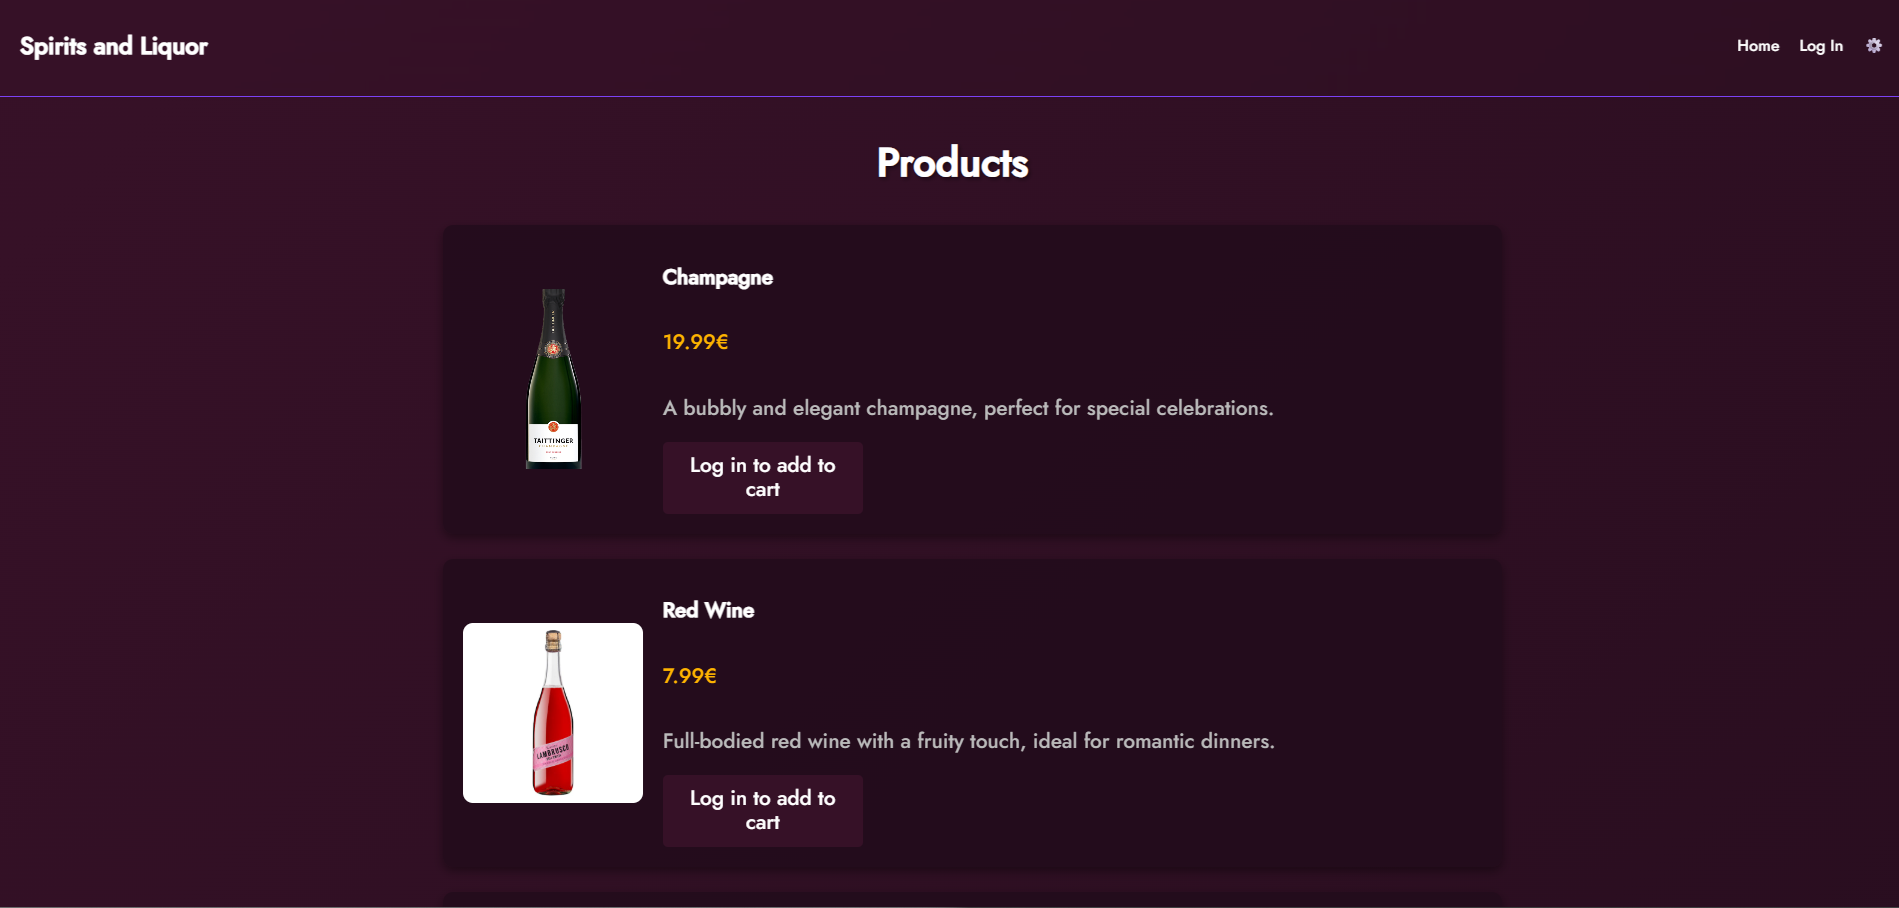 Spirits and Liquor
Home
Log In
Products
Champagne
19.99€
A bubbly and elegant champagne, perfect for special celebrations.
TAITTINGER
Log in to add to
cart
Red Wine
7.99€
Full-bodied red wine with a fruity touch, ideal for romantic dinners.
LAMBRUSCO
Log in to add to
cart